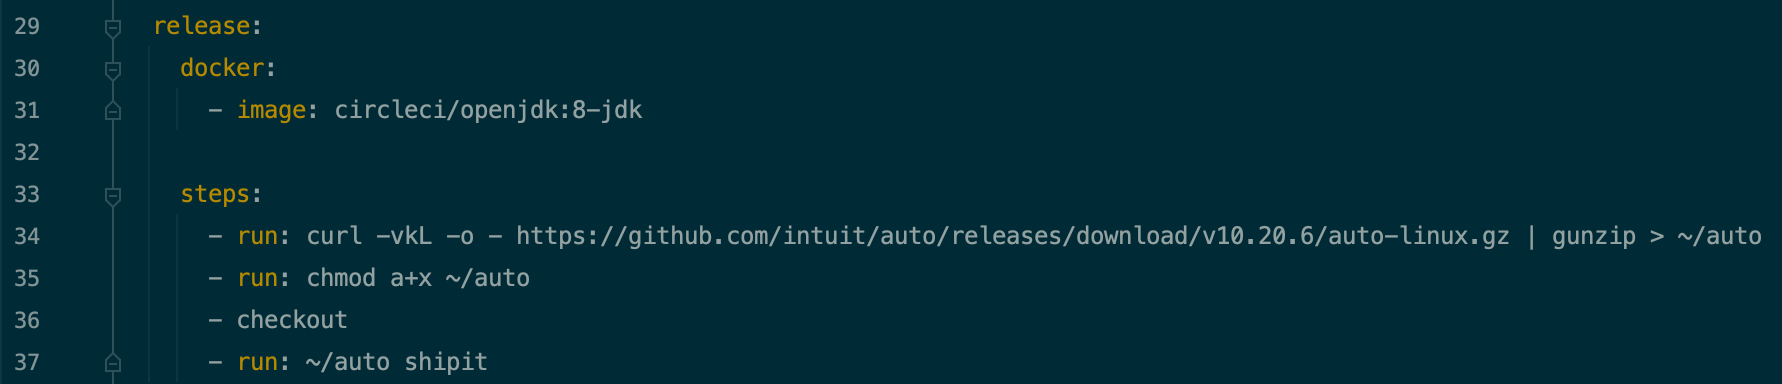 29 release:
30 docker:
31 - image: circleci/openjdk:8-jdk
32
33 steps:
34 - run: curl -vkL -o - https://github.com/intuit/auto/releases/download/v10.20.6/auto-linux.gz | gunzip > ~/auto
35 - run: chmod a+x ~/auto
36 - checkout
37 - run: ~/auto shipit